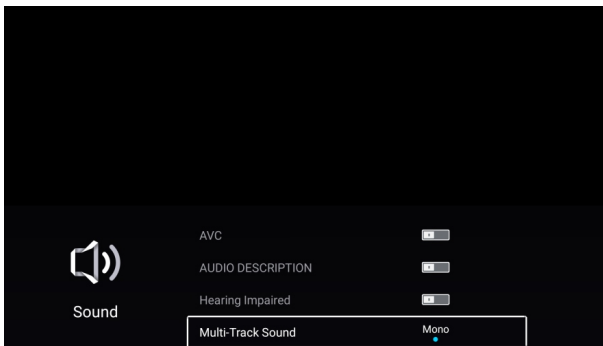 AVC
AUDIO DESCRIPTION
Hearing Impaired
Sound
Multi-Track Sound Mono